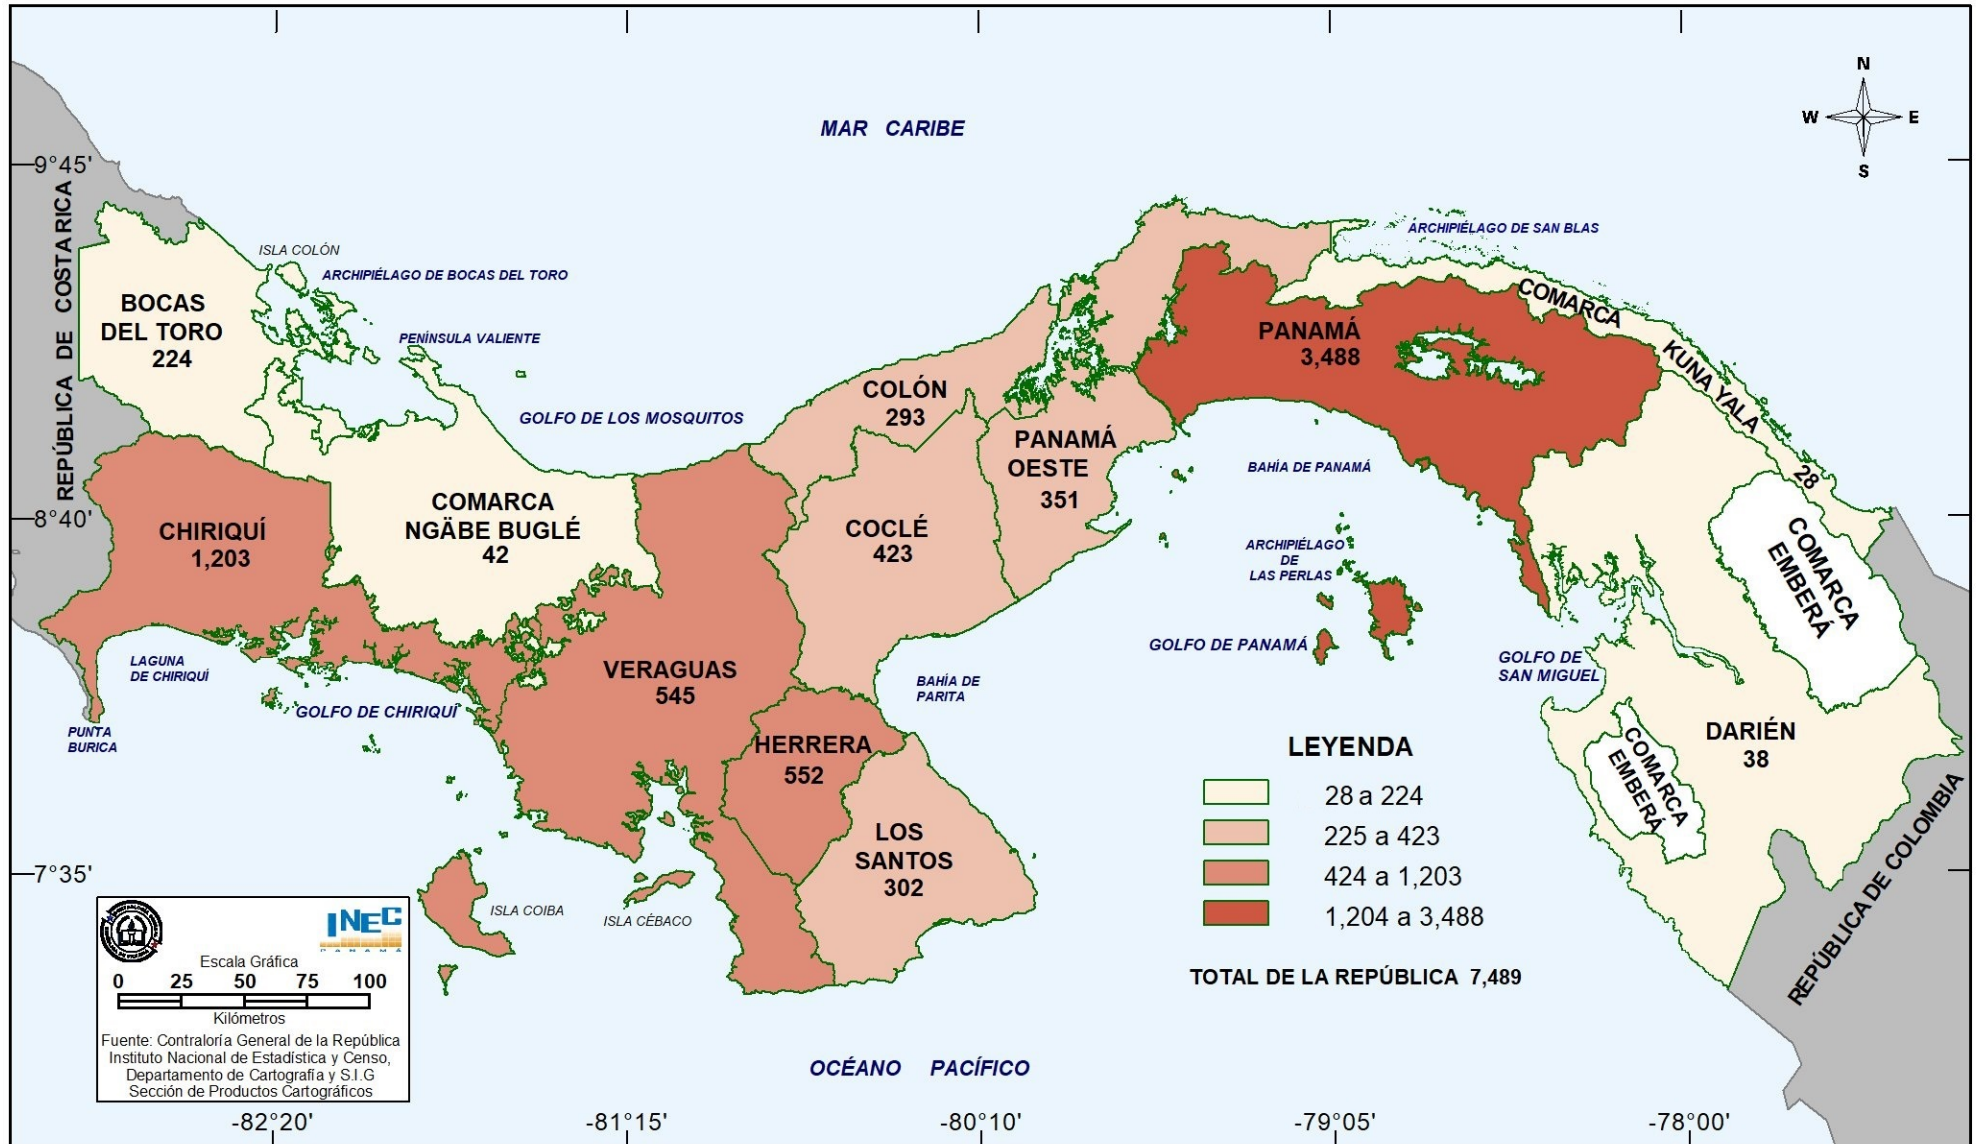 N
W E
S
MAR CARIBE
9°45'
REPÚBLICA DE COSTA RICA
ISLA COLÓN
ARCHIPIÉLAGO DE SAN BLAS
ARCHIPIÉLAGO DE BOCAS DEL TORO
BOCAS
DEL TORO
224
PENÍNSULA VALIENTE
COMARCA
KUNA YALA
28
PANAMÁ
3,488
COLÓN
293
GOLFO DE LOS MOSQUITOS
PANAMÁ
OESTE
351
BAHÍA DE PANAMÁ
8°40'
CHIRIQUÍ
1,203
COMARCA
NGÄBE BUGLÉ
42
COCLÉ
423
ARCHIPIÉLAGO
DE
LAS PERLAS
COMARCA
EMBERÁ
GOLFO DE PANAMÁ
GOLFO DE
SAN MIGUEL
LAGUNA
DE CHIRIQUÍ
VERAGUAS
545
BAHÍA DE
PARITA
GOLFO DE CHIRIQUÍ
PUNTA
BURICA
HERRERA
552
DARIÉN
38
COMARCA
EMBERÁ
LEYENDA
28 a 224
225 a 423
424 a 1,203
1,204 a 3,488
TOTAL DE LA REPÚBLICA 7,489
REPÚBLICA DE COLOMBIA
LOS
SANTOS
302
7°35'
ISLA COIBA
ISLA CÉBACO
INEC
PANAMÁ
Escala Gráfica
0 25 50 75 100
Kilómetros
Fuente: Contraloría General de la República
Instituto Nacional de Estadística y Censo,
Departamento de Cartografía y S.I.G
Sección de Productos Cartográficos
OCÉANO PACÍFICO
-82°20' -81°15' -80°10' -79°05' -78°00'